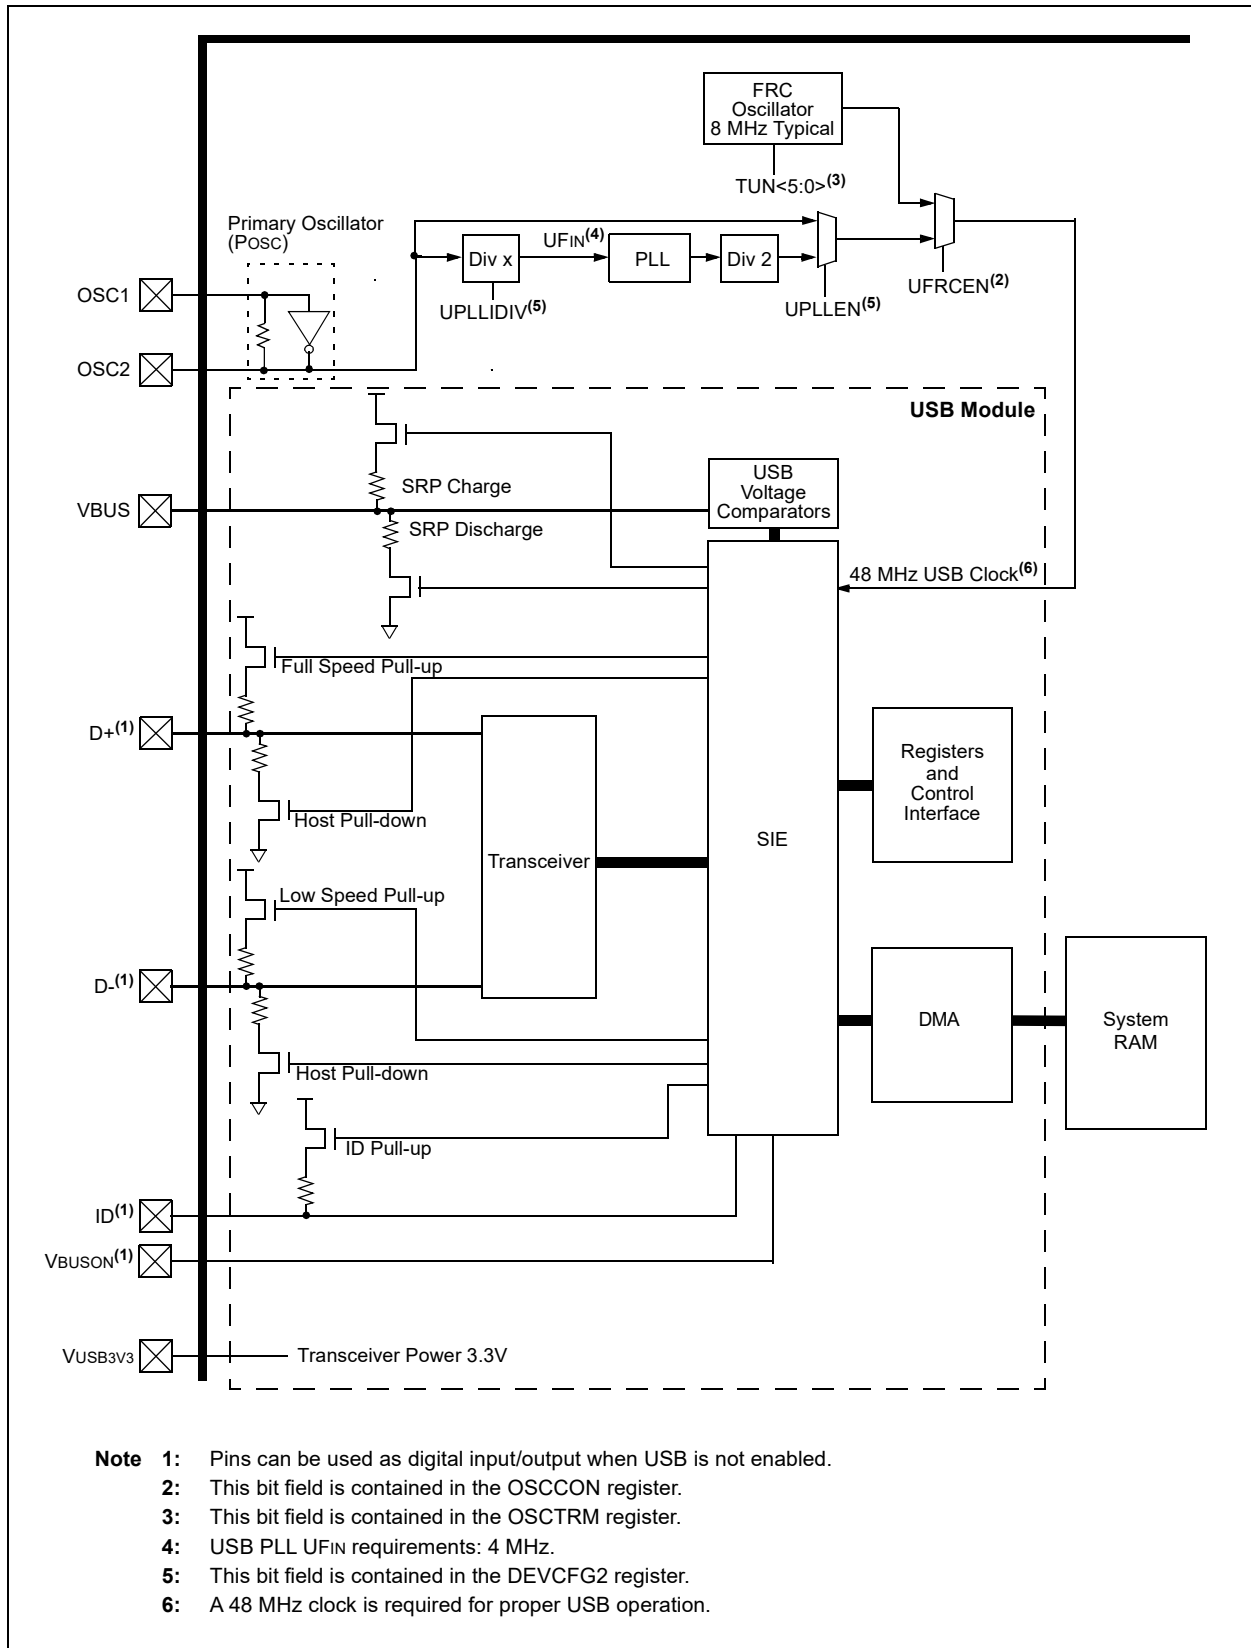 FRC
Oscillator
8 MHz Typical
TUN<5:0>(3)
Primary Oscillator
(POSC)
UFIN(4)
Div x
PLL
Div 2
UPLLIDIV(5)
UPLLEN(5)
UFRCEN(2)
OSC1
OSC2
USB Module
USB
Voltage
Comparators
SRP Charge
VBUS
SRP Discharge
48 MHz USB Clock(6)
Full Speed Pull-up
D+(1)
Registers
and
Control
Interface
Host Pull-down
SIE
Transceiver
Low Speed Pull-up
D-(1)
DMA
System
RAM
Host Pull-down
ID Pull-up
ID(1)
VBUSON(1)
VUSB3V3
Transceiver Power 3.3V
Note 1: Pins can be used as digital input/output when USB is not enabled.
2: This bit field is contained in the OSCCON register.
3: This bit field is contained in the OSCTRM register.
4: USB PLL UFIN requirements: 4 MHz.
5: This bit field is contained in the DEVCFG2 register.
6: A 48 MHz clock is required for proper USB operation.